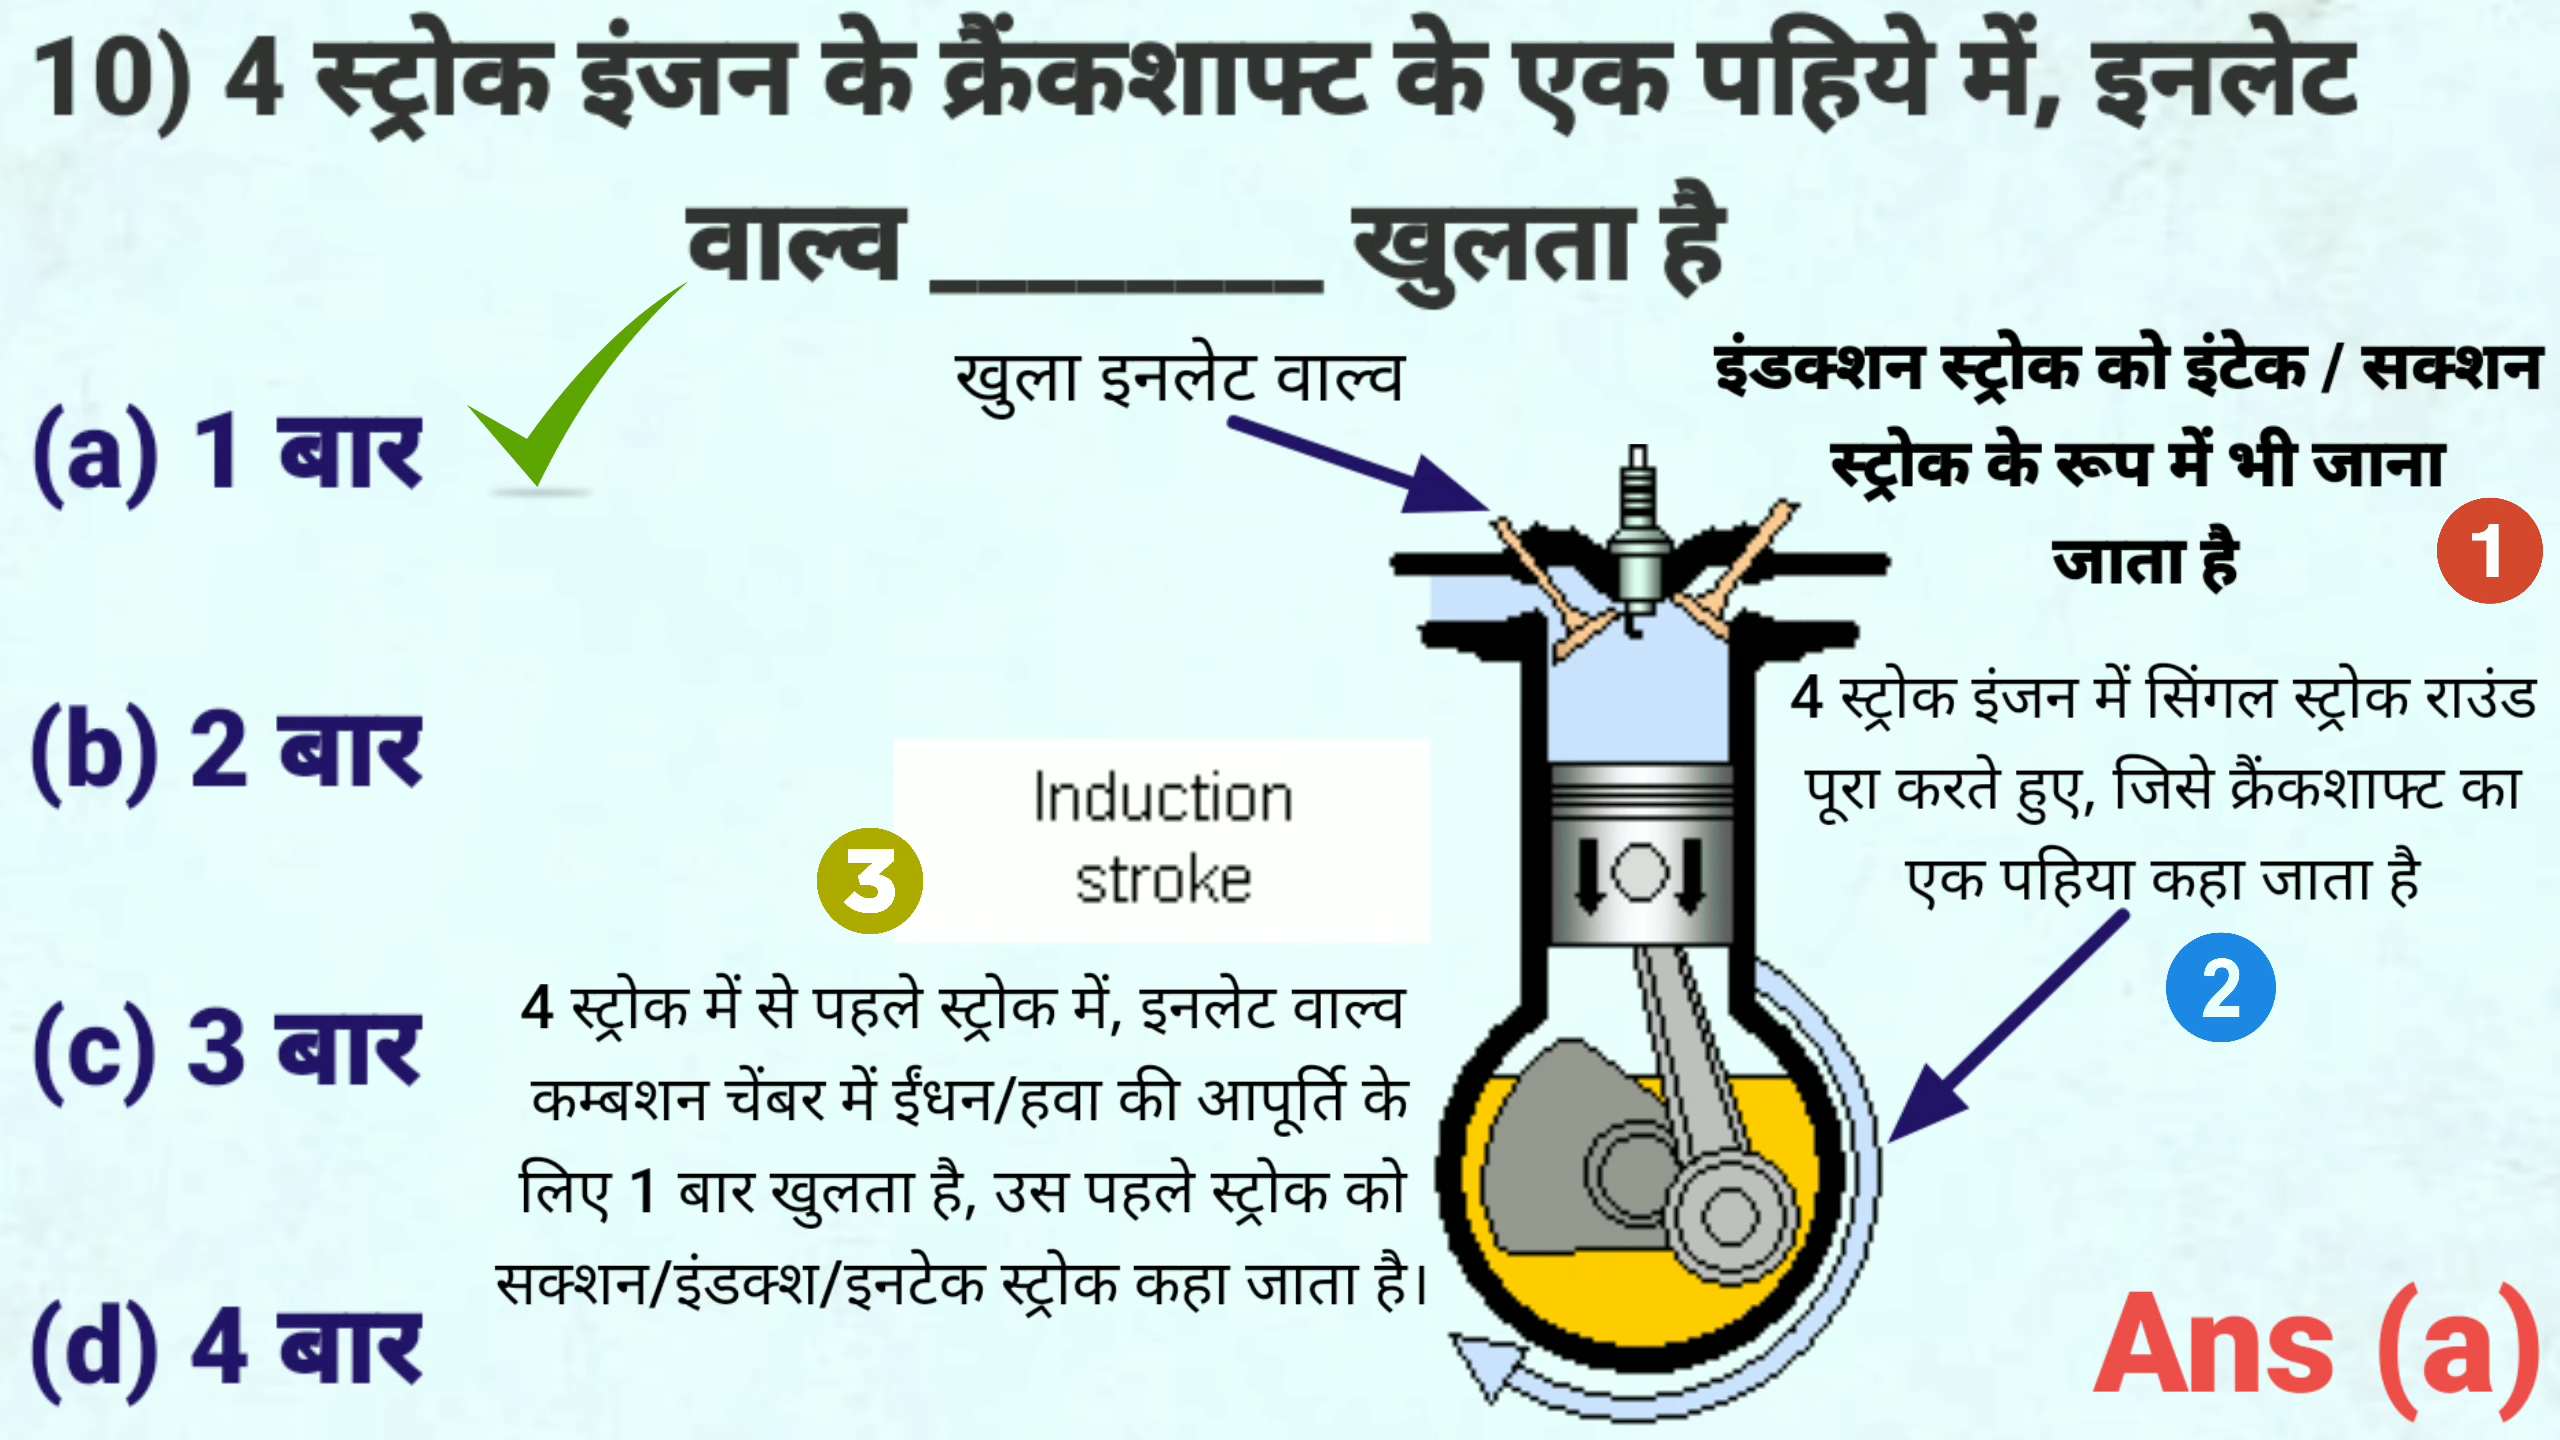 10) 4 स्ट्रोक इंजन के क्रैंकशाफ्ट के एक पहिये में, इनलेट
वाल्व ________ खुलता है
(a) 1 बार
(b) 2 बार
(c) 3 बार
(d) 4 बार
खुला इनलेट वाल्व
इंडक्शन स्ट्रोक को इंटेक / सक्शन
स्ट्रोक के रूप में भी जाना
जाता है
1
4 स्ट्रोक इंजन में सिंगल स्ट्रोक राउंड
पूरा करते हुए, जिसे क्रैंकशाफ्ट का
एक पहिया कहा जाता है
2
Induction
stroke
3
4 स्ट्रोक में से पहले स्ट्रोक में, इनलेट वाल्व
कम्बशन चेंबर में ईंधन/हवा की आपूर्ति के
लिए 1 बार खुलता है, उस पहले स्ट्रोक को
सक्शन/इंडक्श/इनटेक स्ट्रोक कहा जाता है।
Ans (a)